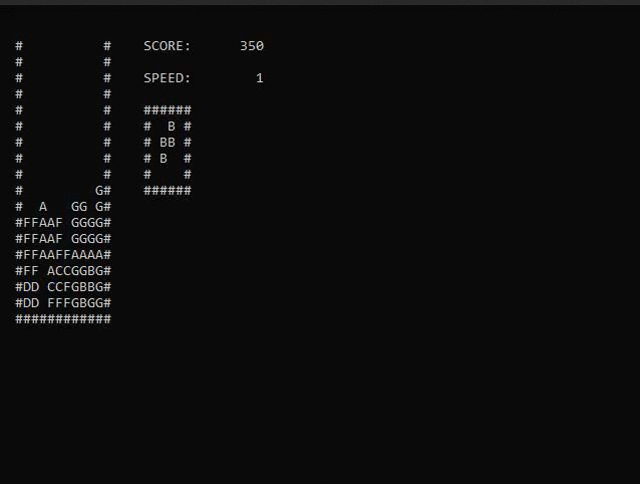 #          #    SCORE:      350
#          #
#          #    SPEED:        1
#          #
#          #    ######
#          #    #  B #
#          #    # BB #
#          #    # B  #
#          #    #    #
#         G#    ######
#  A   GG G#
#FFAAF GGGG#
#FFAAF GGGG#
#FFAAFFAAAA#
#FF ACCGGBG#
#DD CCFGBBG#
#DD FFFGBGG#
############